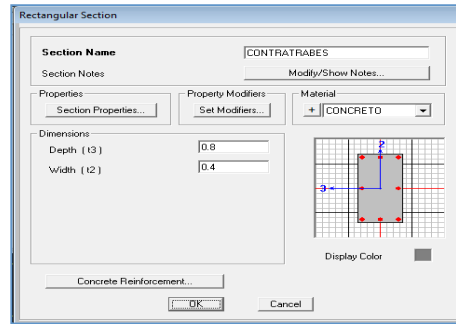 Rectangular Section
Section Name CONTRATRABES
Section Notes Modify/Show Notes...
Properties Property Modifiers Material
Section Properties... Set Modifiers... + CONCRETO
Dimensions
Depth ( t3 ) 0.8
Width ( t2 ) 0.4
2
3
Display Color
Concrete Reinforcement...
OK Cancel